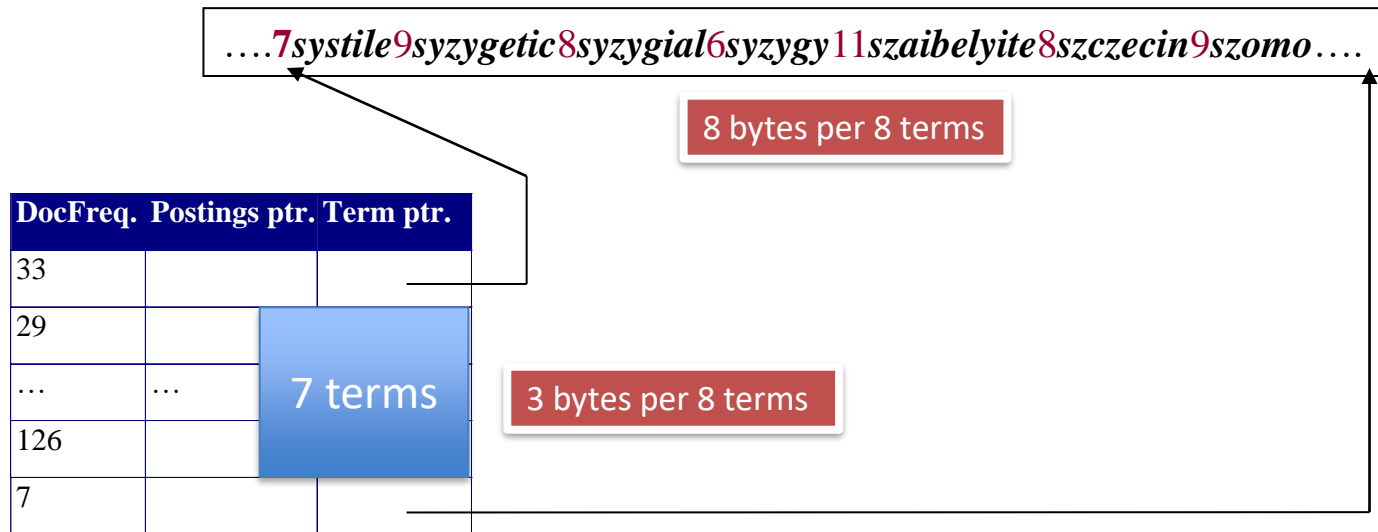 ….7systile9syzygetic8syzygial6syzygy11szaibelyite8szczecin9szomo….
8 bytes per 8 terms
DocFreq. Postings ptr. Term ptr.
33
29
… …
7 terms
3 bytes per 8 terms
126
7